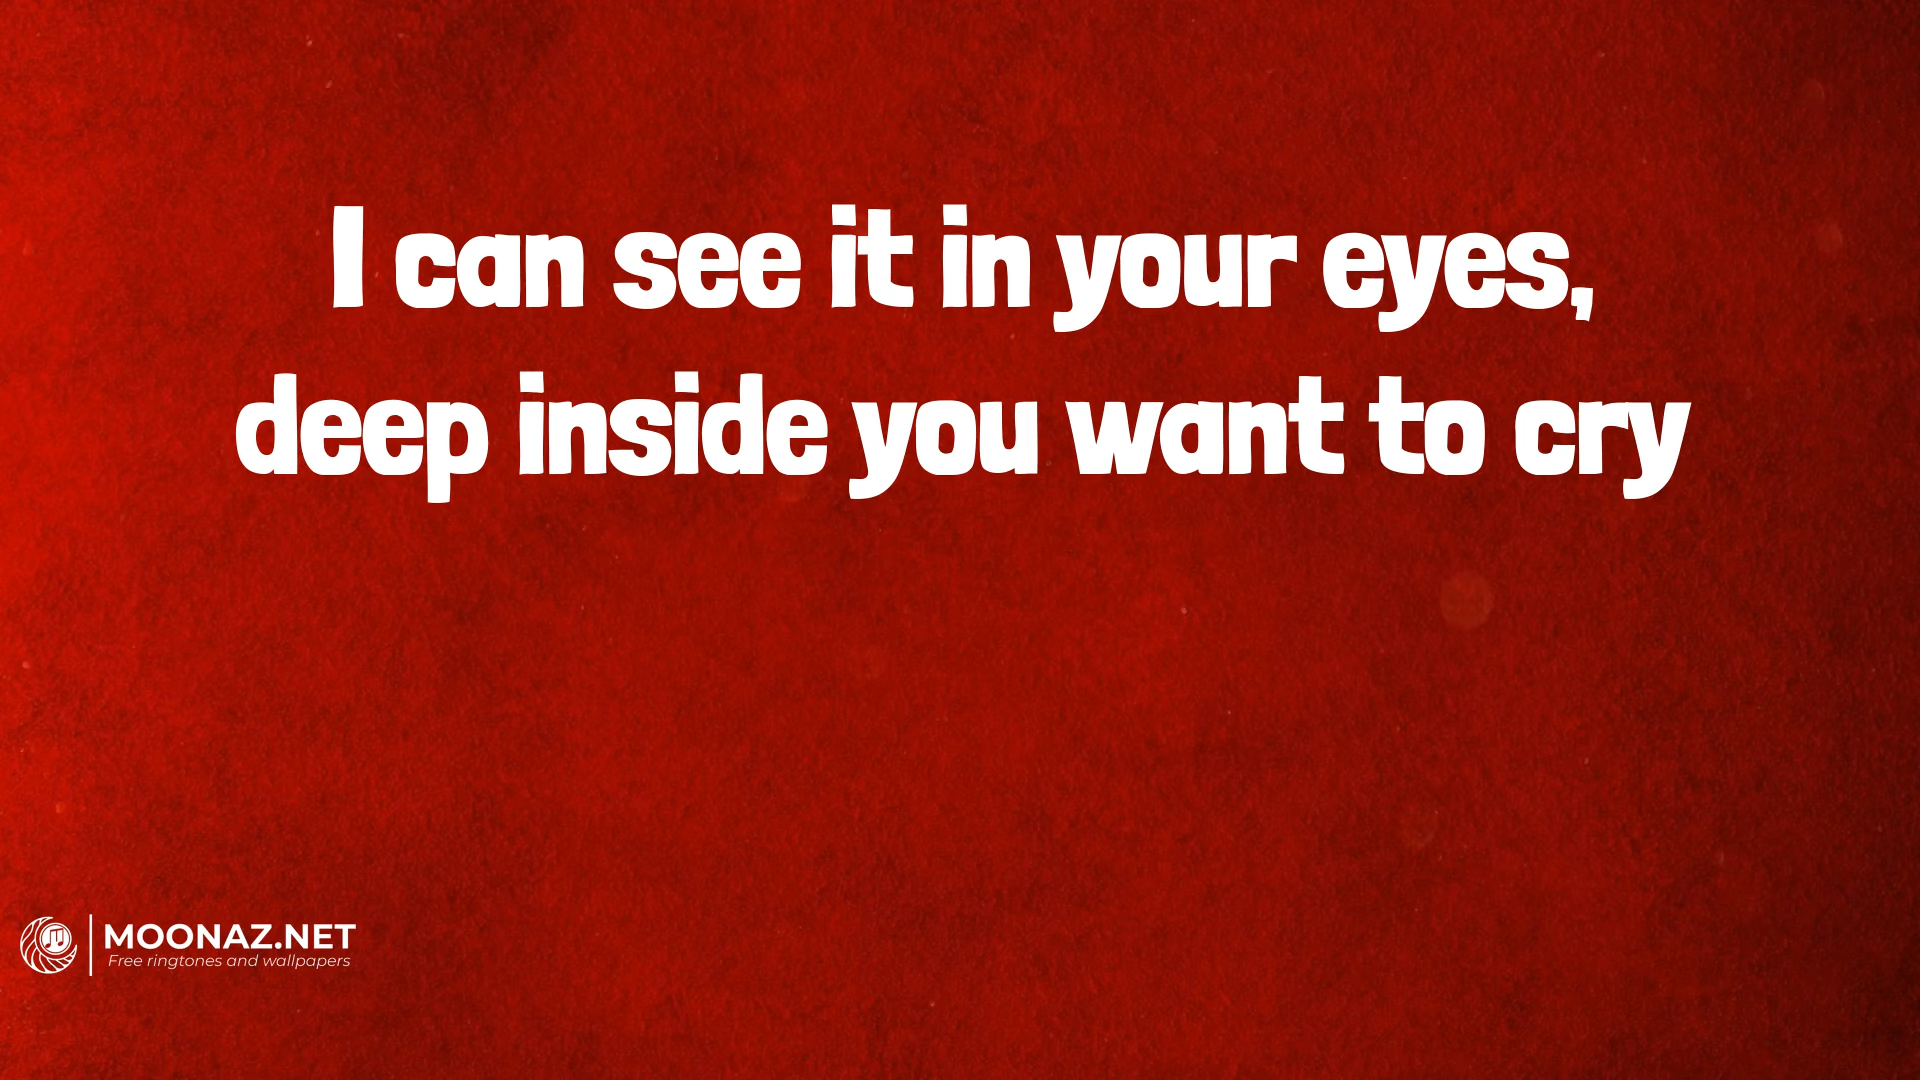 I can see it in your eyes,
deep inside you want to cry
MOONAZ.NET
Free ringtones and wallpapers